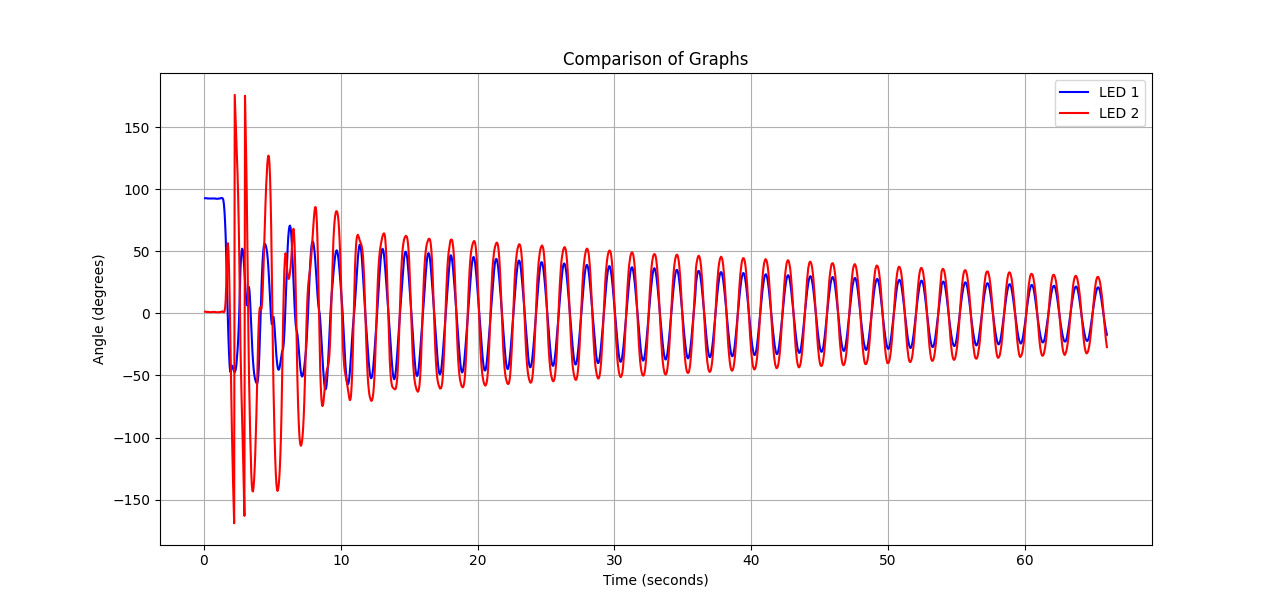 Comparison of Graphs
LED 1
LED 2
150
100
50
0
−50
−100
−150
Angle (degrees)
0 10 20 30 40 50 60
Time (seconds)